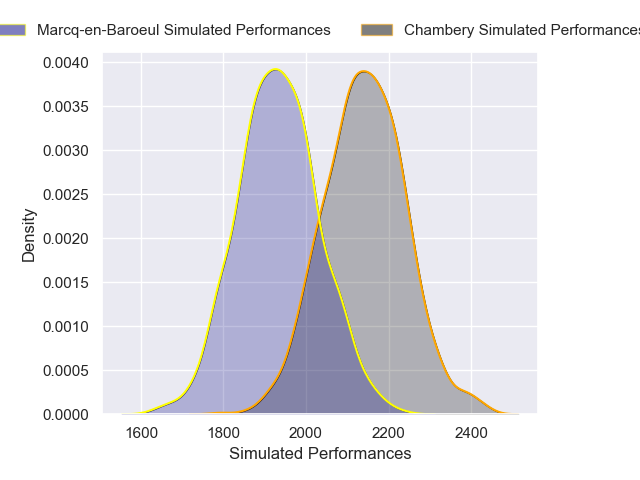 Marcq-en-Baroeul Simulated Performances
Chambery Simulated Performances
0.0040
0.0035
0.0030
0.0025
0.0020
0.0015
0.0010
0.0005
0.0000
Density
1600 1800 2000 2200 2400
Simulated Performances